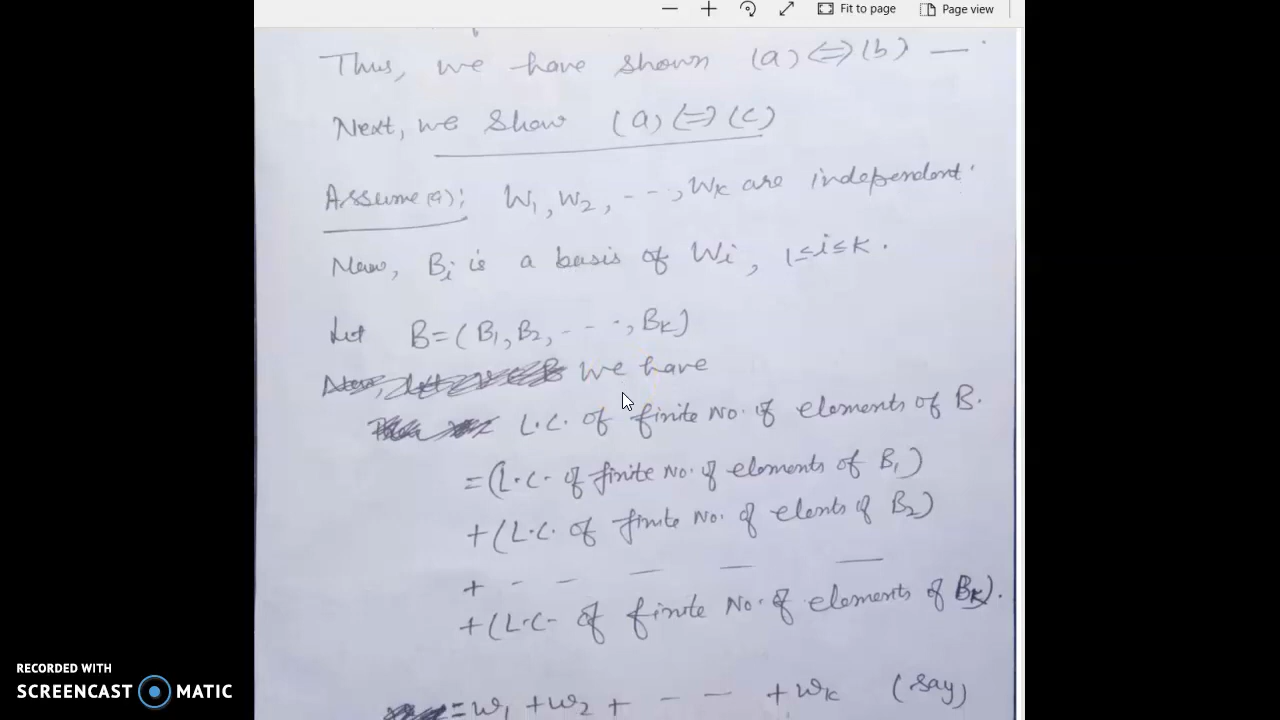 Fit to page Page view
Thus, we have shown (a) <=> (b) —.
Next, we show (a) <=> (c)
Assume (a): W1, W2, - - -, Wk are independent.
Now, Bi is a basis of Wi, 1≤i≤k.
Let B = (B1, B2, - - -, Bk)
We have
L.C. of finite No. of elements of B.
= (L.C. of finite No. of elements of B1)
+ (L.C. of finite No. of elents of B2)
+ - - — — —
+ (L.C. of finite No. of elements of Bk).
= w1 + w2 + - - + wk (say)
RECORDED WITH
SCREENCAST MATIC